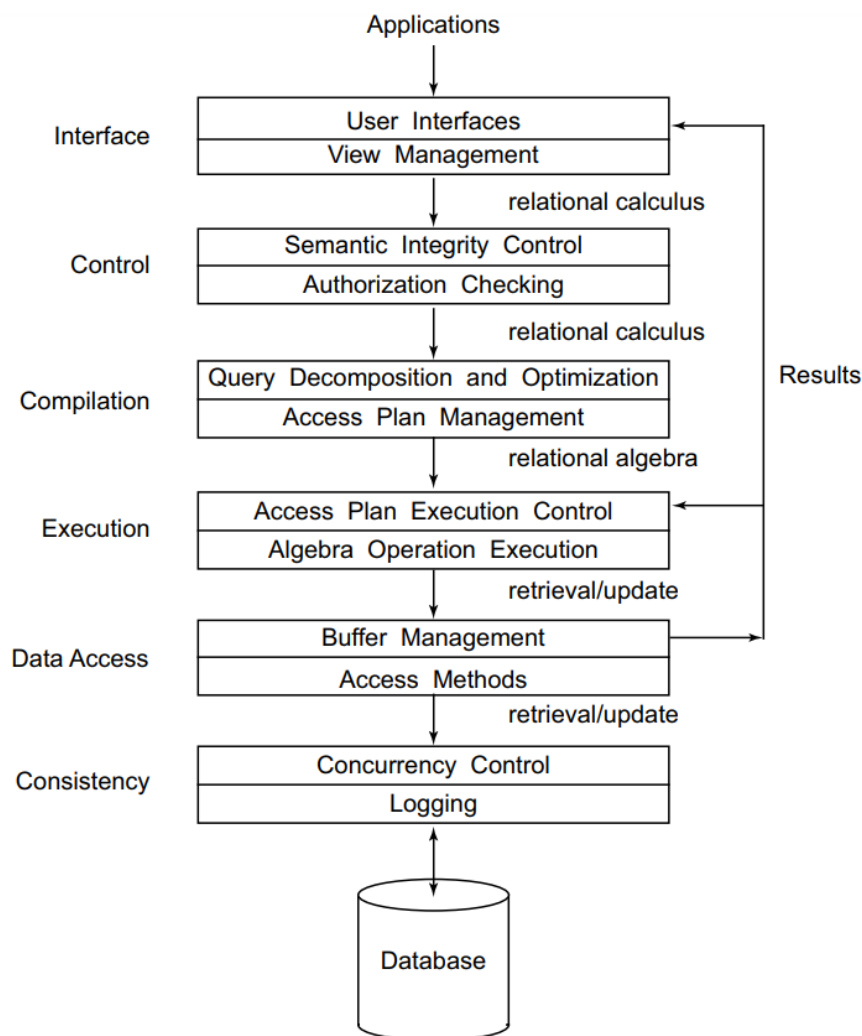 Applications
Interface
User Interfaces
View Management
relational calculus
Control
Semantic Integrity Control
Authorization Checking
relational calculus
Compilation
Query Decomposition and Optimization
Access Plan Management
Results
relational algebra
Execution
Access Plan Execution Control
Algebra Operation Execution
retrieval/update
Data Access
Buffer Management
Access Methods
retrieval/update
Consistency
Concurrency Control
Logging
Database